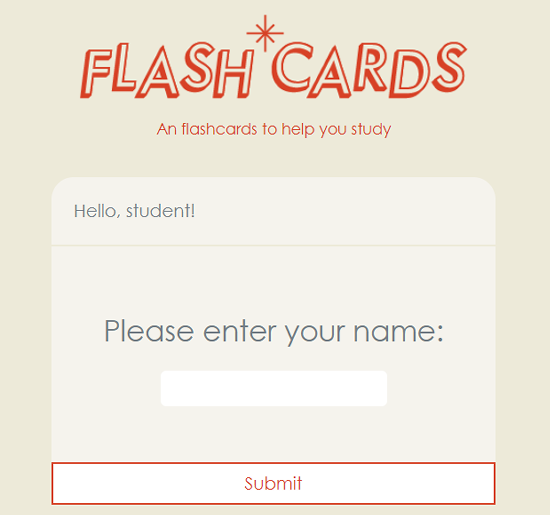 FLASH CARDS
An flashcards to help you study
Hello, student!
Please enter your name:
Submit